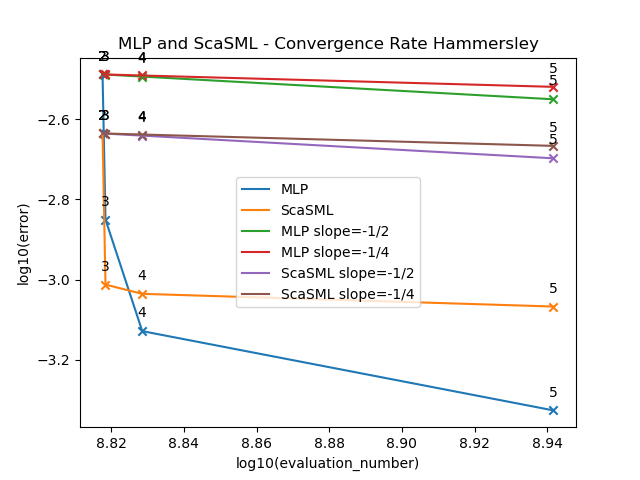 MLP and ScaSML - Convergence Rate Hammersley
2 3 4 5
5
2 3 4 5
4 5
3
3 4 5
4
5
MLP
ScaSML
MLP slope=-1/2
MLP slope=-1/4
ScaSML slope=-1/2
ScaSML slope=-1/4
log10(error)
−2.6
−2.8
−3.0
−3.2
8.82 8.84 8.86 8.88 8.90 8.92 8.94
log10(evaluation_number)